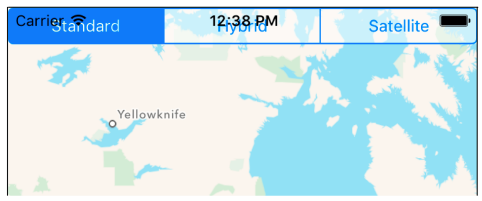 Carrier 12:38 PM
Standard Hybrid Satellite
Yellowknife